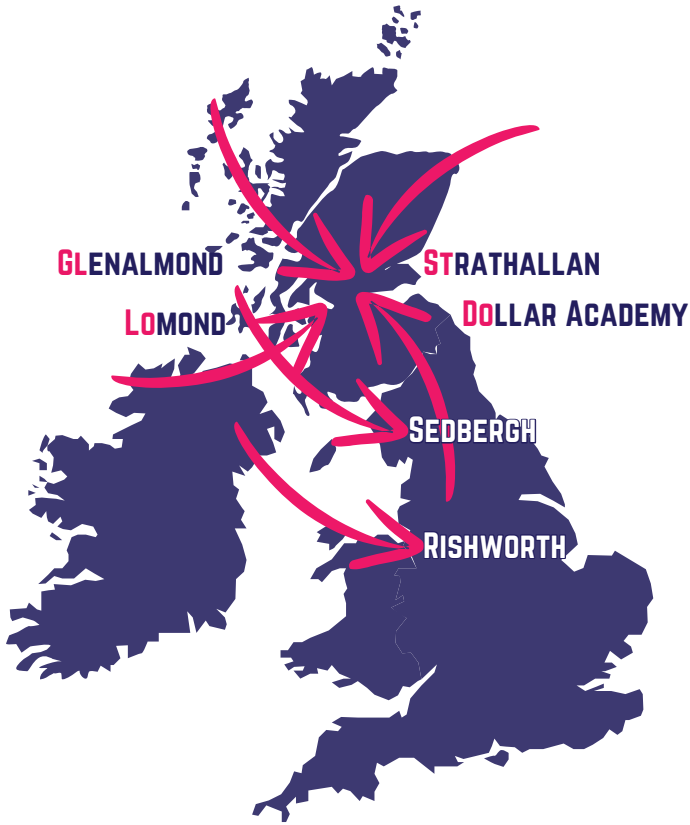 Glenalmond
Strathallan
Lomond
Dollar Academy
Sedbergh
Rishworth